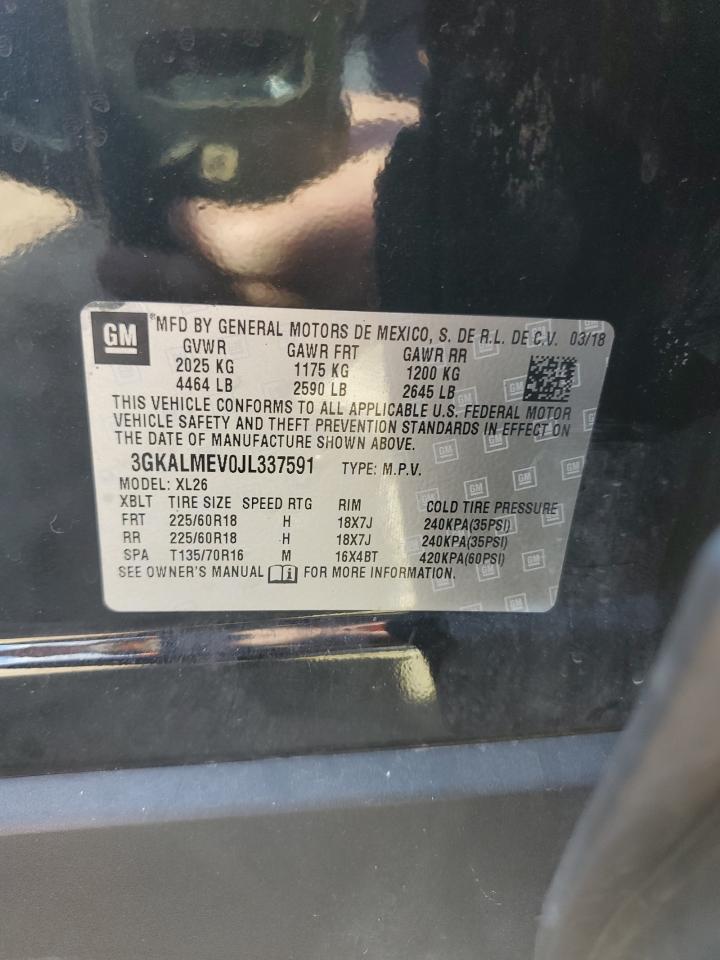 GM MFD BY GENERAL MOTORS DE MEXICO, S. DE R.L. DE C.V. 03/18
GVWR GAWR FRT GAWR RR
2025 KG 1175 KG 1200 KG
4464 LB 2590 LB 2645 LB
THIS VEHICLE CONFORMS TO ALL APPLICABLE U.S. FEDERAL MOTOR
VEHICLE SAFETY AND THEFT PREVENTION STANDARDS IN EFFECT ON
THE DATE OF MANUFACTURE SHOWN ABOVE.
3GKALMEV0JL337591 TYPE: M.P.V.
MODEL: XL26
XBLT TIRE SIZE SPEED RTG RIM COLD TIRE PRESSURE
FRT 225/60R18 H 18X7J 240KPA(35PSI)
RR 225/60R18 H 18X7J 240KPA(35PSI)
SPA T135/70R16 M 16X4BT 420KPA(60PSI)
SEE OWNER'S MANUAL FOR MORE INFORMATION.